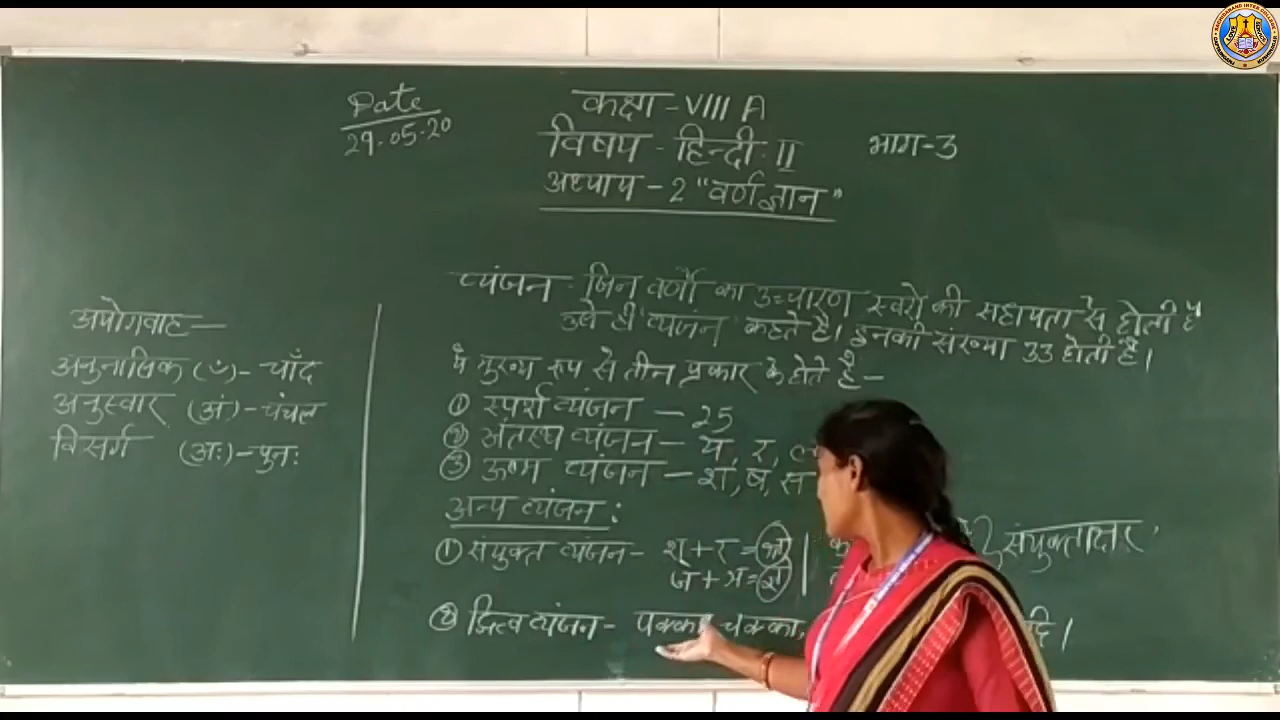 Date
29.05.20
कक्षा - VIII A
विषय - हिन्दी - II
भाग-3
अध्याय - 2 "वर्ण ज्ञान"
अयोगवाह —
अनुनासिक (ँ) - चाँद
अनुस्वार (अं) - चंचल
विसर्ग (अः) - पुनः
व्यंजन - जिन वर्णों का उच्चारण स्वरों की सहायता से होती है
उसे ही "व्यंजन" कहते है। इनकी संख्या 33 होती है।
ये मुख्य रूप से तीन प्रकार के होते है -
① स्पर्श व्यंजन - 25
② अंतस्थ व्यंजन - य, र, ल
③ ऊष्म व्यंजन - श, ष, स
अन्य व्यंजन :
① संयुक्त व्यंजन - श्+र = श्र |
संयुक्ताक्षर
ज+ञ = ज्ञ |
② द्वित्व व्यंजन - पक्का, चक्का,